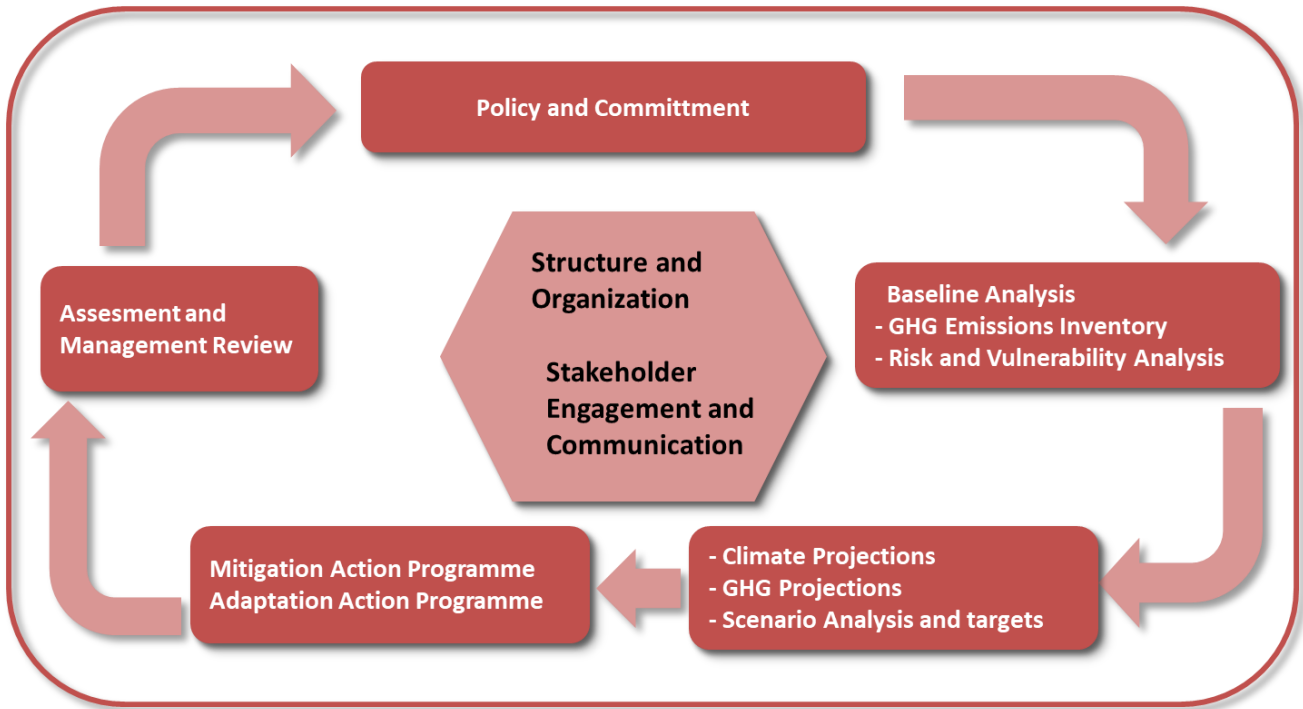 Policy and Committment
Baseline Analysis
- GHG Emissions Inventory
- Risk and Vulnerability Analysis
- Climate Projections
- GHG Projections
- Scenario Analysis and targets
Mitigation Action Programme
Adaptation Action Programme
Assesment and
Management Review
Structure and
Organization
Stakeholder
Engagement and
Communication